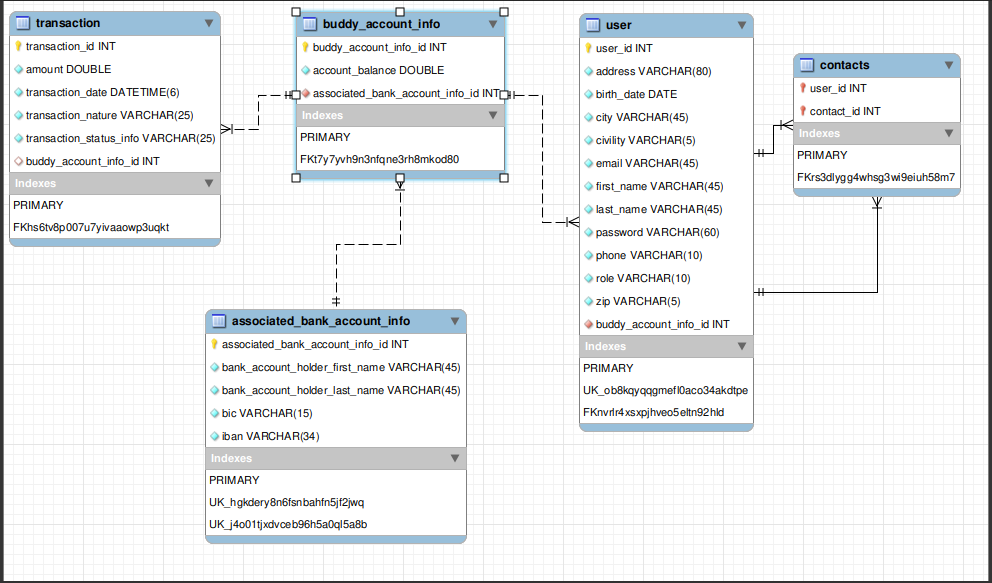 transaction
transaction_id INT
amount DOUBLE
transaction_date DATETIME(6)
transaction_nature VARCHAR(25)
transaction_status_info VARCHAR(25)
buddy_account_info_id INT
Indexes
PRIMARY
FKhs6tv8p007u7yivaaowp3uqkt
buddy_account_info
buddy_account_info_id INT
account_balance DOUBLE
associated_bank_account_info_id INT
Indexes
PRIMARY
FKt7y7yvh9n3nfqne3rh8mkod80
user
user_id INT
address VARCHAR(80)
birth_date DATE
city VARCHAR(45)
civility VARCHAR(5)
email VARCHAR(45)
first_name VARCHAR(45)
last_name VARCHAR(45)
password VARCHAR(60)
phone VARCHAR(10)
role VARCHAR(10)
zip VARCHAR(5)
buddy_account_info_id INT
Indexes
PRIMARY
UK_ob8kqyqqgmefl0aco34akdtpe
FKnvrlr4xsxpjhveo5eltn92hld
contacts
user_id INT
contact_id INT
Indexes
PRIMARY
FKrs3dlygg4whsg3wi9eiuh58m7
associated_bank_account_info
associated_bank_account_info_id INT
bank_account_holder_first_name VARCHAR(45)
bank_account_holder_last_name VARCHAR(45)
bic VARCHAR(15)
iban VARCHAR(34)
Indexes
PRIMARY
UK_hgkdery8n6fsnbahfn5jf2jwq
UK_j4o01tjxdvceb96h5a0ql5a8b